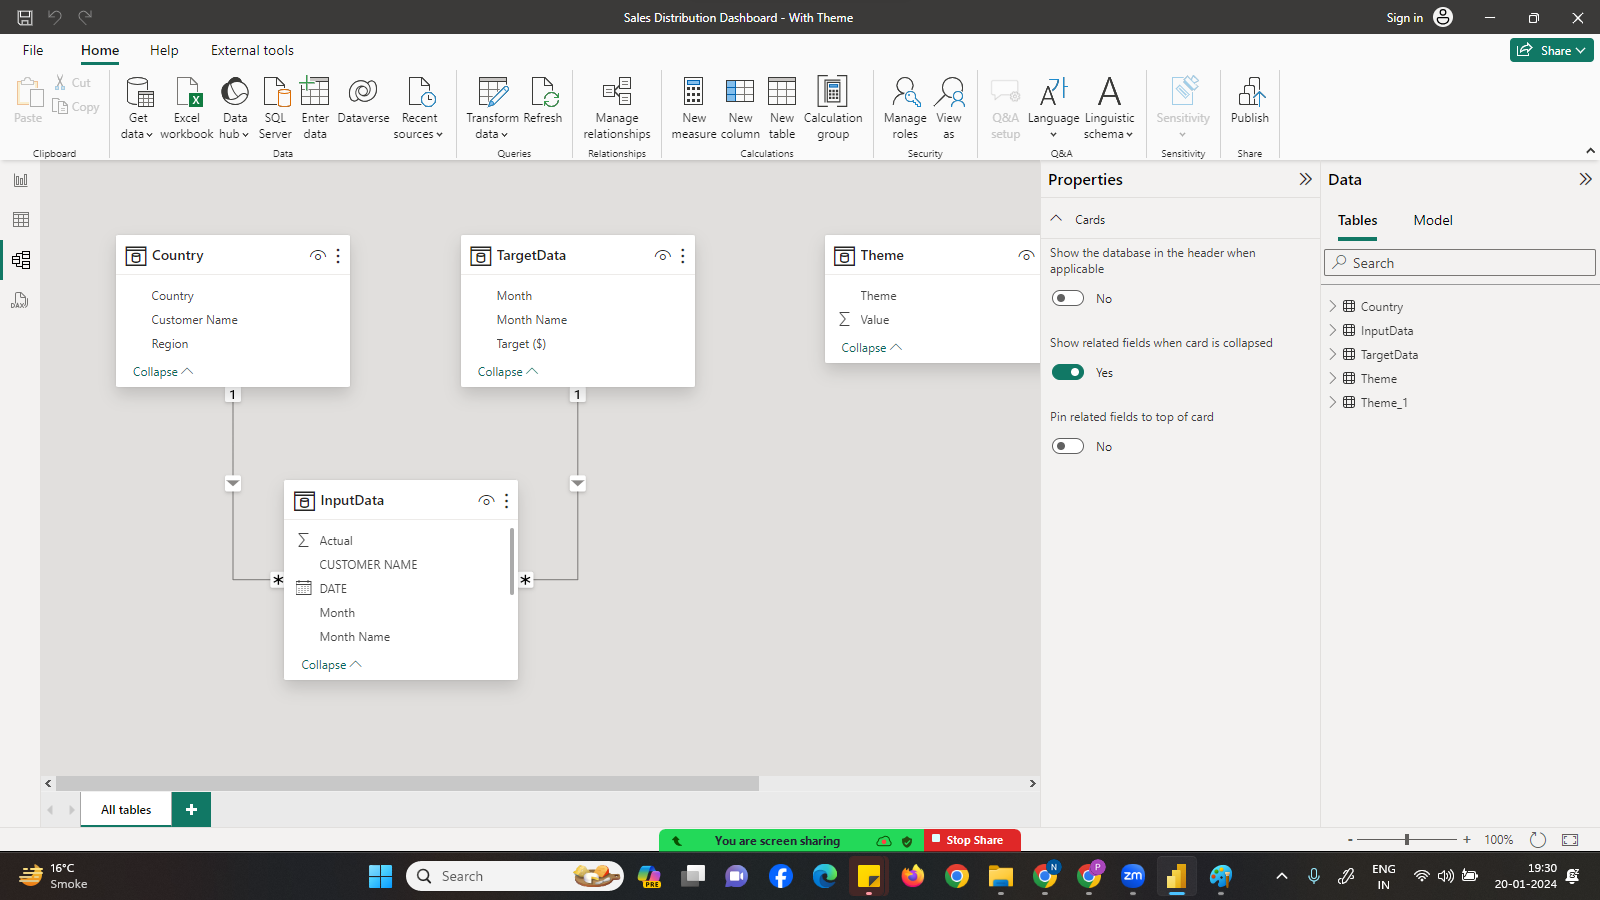 Sales Distribution Dashboard - With Theme
Sign in
File
Home
Help
External tools
Share
Paste
Cut
Copy
Clipboard
Get data
Excel workbook
Data hub
SQL Server
Enter data
Dataverse
Recent sources
Data
Transform data
Refresh
Queries
Manage relationships
Relationships
New measure
New column
New table
Calculation group
Calculations
Manage roles
View as
Security
Q&A setup
Language
Linguistic schema
Q&A
Sensitivity
Sensitivity
Publish
Share
Country
Country
Customer Name
Region
Collapse
TargetData
Month
Month Name
Target ($)
Collapse
Theme
Theme
Value
Collapse
1
1
InputData
Actual
CUSTOMER NAME
DATE
Month
Month Name
Collapse
*
*
Properties
Cards
Show the database in the header when
applicable
No
Show related fields when card is collapsed
Yes
Pin related fields to top of card
No
Data
Tables
Model
Search
Country
InputData
TargetData
Theme
Theme_1
DAX
All tables
+
You are screen sharing
Stop Share
- + 100%
16°C
Smoke
Search
PRE
N
P
zm
ENG
IN
19:30
20-01-2024